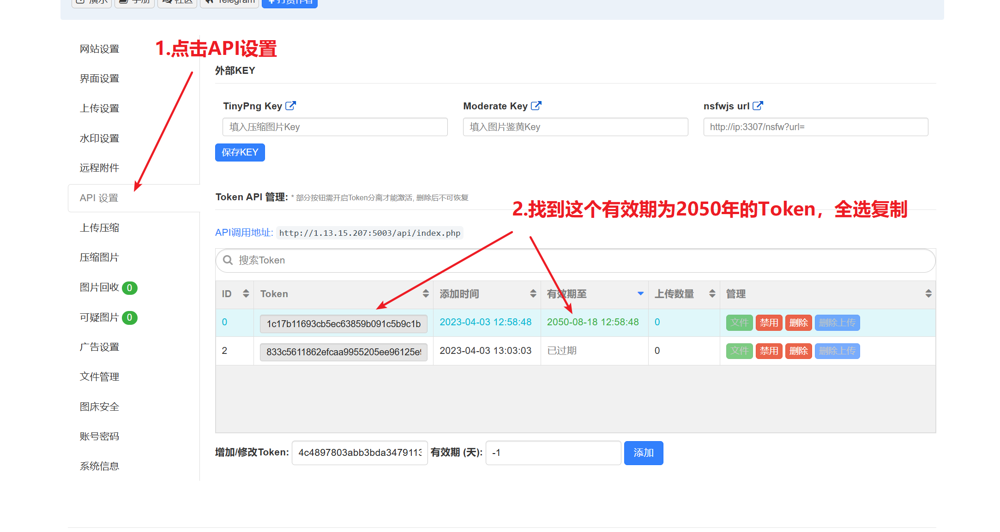 演示 手册 社区 Telegram +打赏作者
1.点击API设置
网站设置
界面设置
上传设置
水印设置
远程附件
API 设置
上传压缩
压缩图片
图片回收 0
可疑图片 0
广告设置
文件管理
图床安全
账号密码
系统信息
外部KEY
TinyPng Key Moderate Key nsfwjs url
填入压缩图片Key 填入图片鉴黄Key http://ip:3307/nsfw?url=
保存KEY
Token API 管理: * 部分按钮需开启Token分离才能激活, 删除后不可恢复
2.找到这个有效期为2050年的Token，全选复制
API调用地址: http://1.13.15.207:5003/api/index.php
搜索Token
ID Token 添加时间 有效期至 上传数量 管理
0 1c17b11693cb5ec63859b091c5b9c1b 2023-04-03 12:58:48 2050-08-18 12:58:48 0 文件 禁用 删除 删除上传
2 833c5611862efcaa9955205ee96125e 2023-04-03 13:03:03 已过期 0 文件 禁用 删除 删除上传
增加/修改Token: 4c4897803abb3bda3479113 有效期 (天): -1 添加